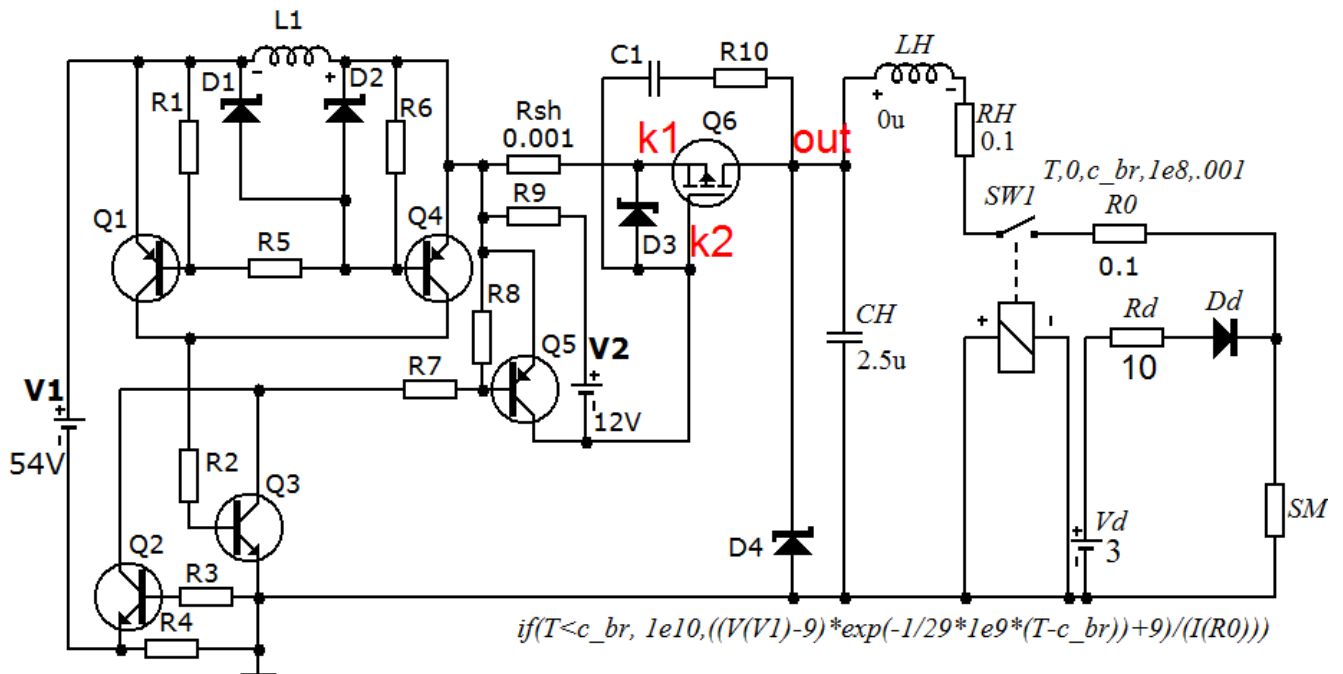 L1
LH
C1
R10
D1
D2
- +
R1
R6
Rsh
0.001
k1
Q6
out
+ -
0u
RH
0.1
T,0,c_br,1e8,.001
SW1
R0
0.1
Q1
R5
Q4
R9
D3
k2
R8
Q5
V2
+
-
12V
R7
CH
2.5u
+ -
Rd
10
Dd
V1
+
-
54V
R2
Q3
Q2
R3
R4
D4
+
-
Vd
3
SM
if(T<c_br, 1e10,((V(V1)-9)*exp(-1/29*1e9*(T-c_br))+9)/(I(R0)))